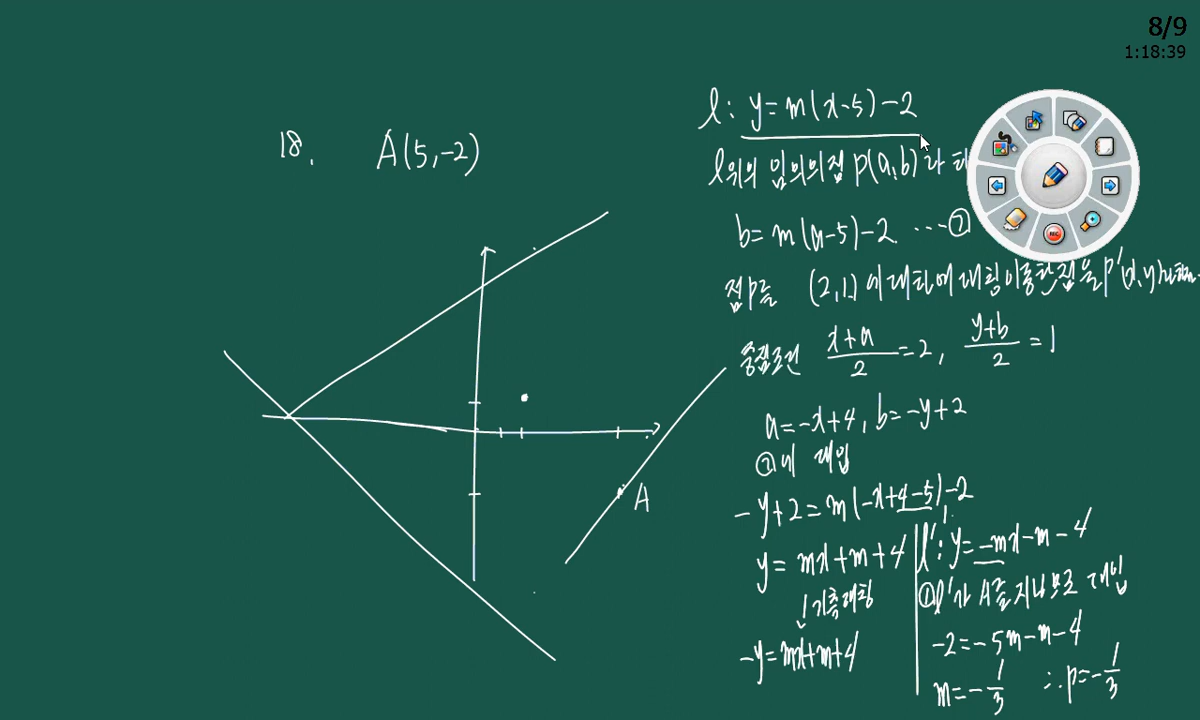 8/9
1:18:39
18. A(5,-2)
l: y=m(x-5)-2
l위의 임의의점 P(a,b)라
b=m(a-5)-2 ...㉠
점P를 (2,1)에 대하여 대칭이동한점을 P'(x,y)라하면
중점조건 x+a/2=2, y+b/2=1
a=-x+4, b=-y+2
㉠에 대입
-y+2=m(-x+4-5)-2
y=mx+m+4
x축대칭
-y=mx+m+4
l': y=-mx-m-4
l'가 A를 지나므로 대입
-2=-5m-m-4
m=-1/3 ∴p=-1/3
A